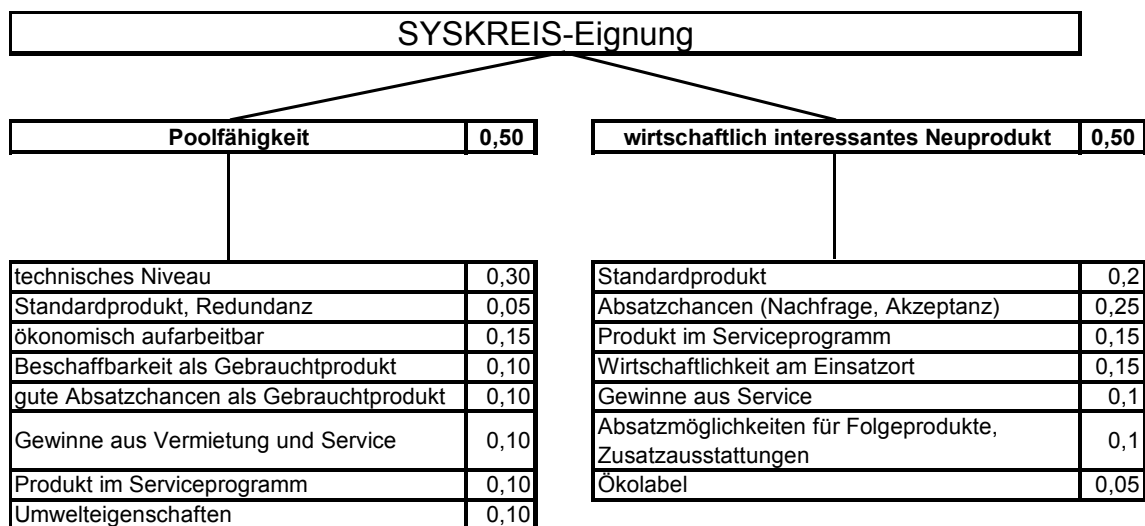 SYSKREIS-Eignung
Poolfähigkeit 0,50
wirtschaftlich interessantes Neuprodukt 0,50
technisches Niveau 0,30
Standardprodukt, Redundanz 0,05
ökonomisch aufarbeitbar 0,15
Beschaffbarkeit als Gebrauchtprodukt 0,10
gute Absatzchancen als Gebrauchtprodukt 0,10
Gewinne aus Vermietung und Service 0,10
Produkt im Serviceprogramm 0,10
Umwelteigenschaften 0,10
Standardprodukt 0,2
Absatzchancen (Nachfrage, Akzeptanz) 0,25
Produkt im Serviceprogramm 0,15
Wirtschaftlichkeit am Einsatzort 0,15
Gewinne aus Service 0,1
Absatzmöglichkeiten für Folgeprodukte,
Zusatzausstattungen 0,1
Ökolabel 0,05